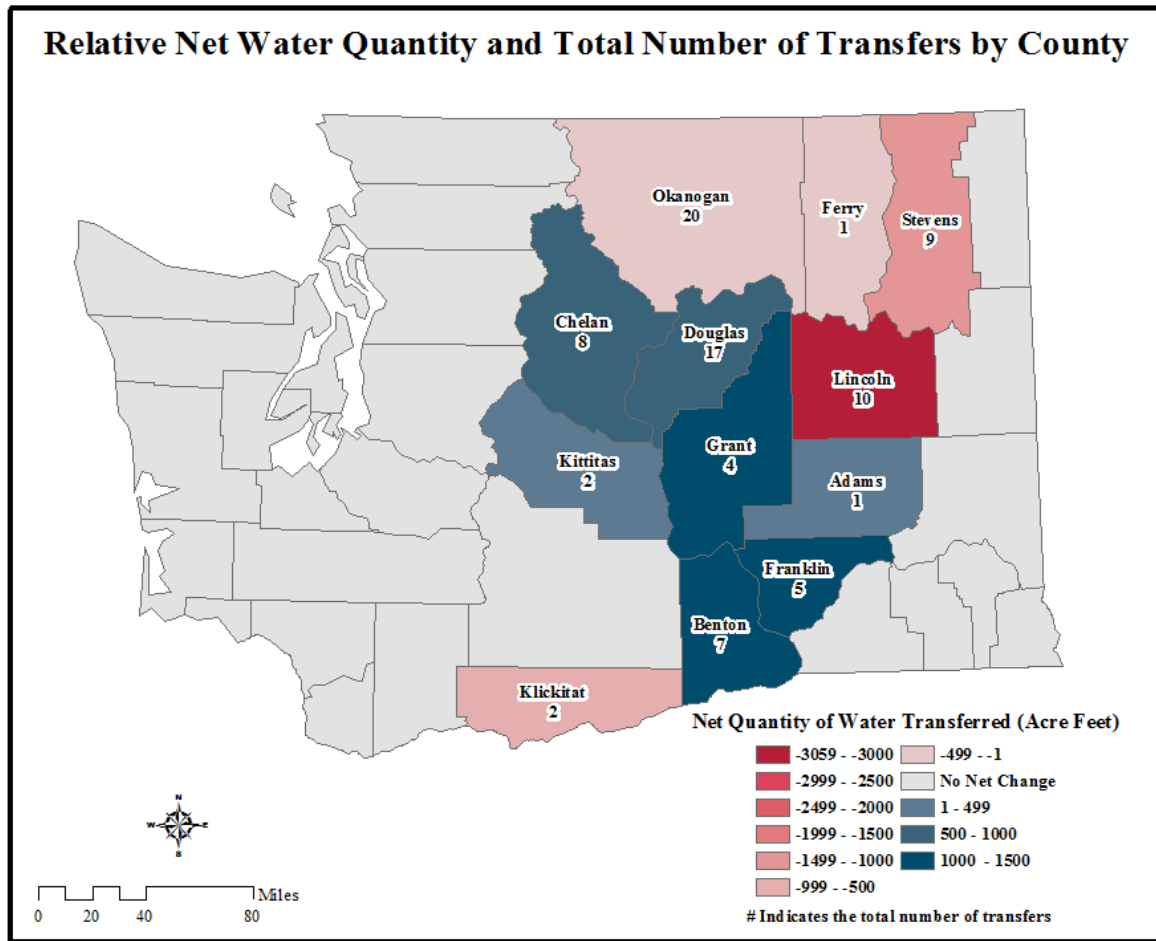 Relative Net Water Quantity and Total Number of Transfers by County
Okanogan
20
Ferry
1
Stevens
9
Chelan
8
Douglas
17
Lincoln
10
Grant
4
Kittitas
2
Adams
1
Franklin
5
Benton
7
Klickitat
2
Net Quantity of Water Transferred (Acre Feet)
-3059 - -3000
-2999 - -2500
-2499 - -2000
-1999 - -1500
-1499 - -1000
-999 - -500
-499 - -1
No Net Change
1 - 499
500 - 1000
1000 - 1500
# Indicates the total number of transfers
N
W E
S
Miles
0 20 40 80